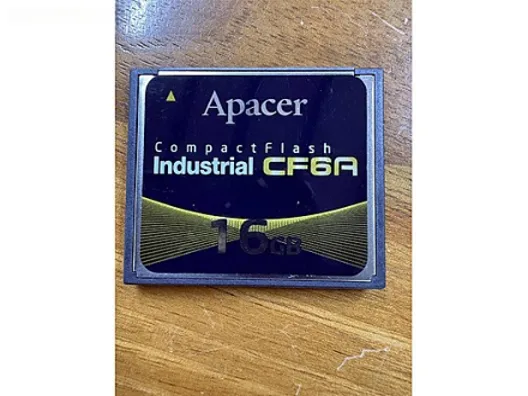 Apacer
CompactFlash
Industrial CF6A
16GB